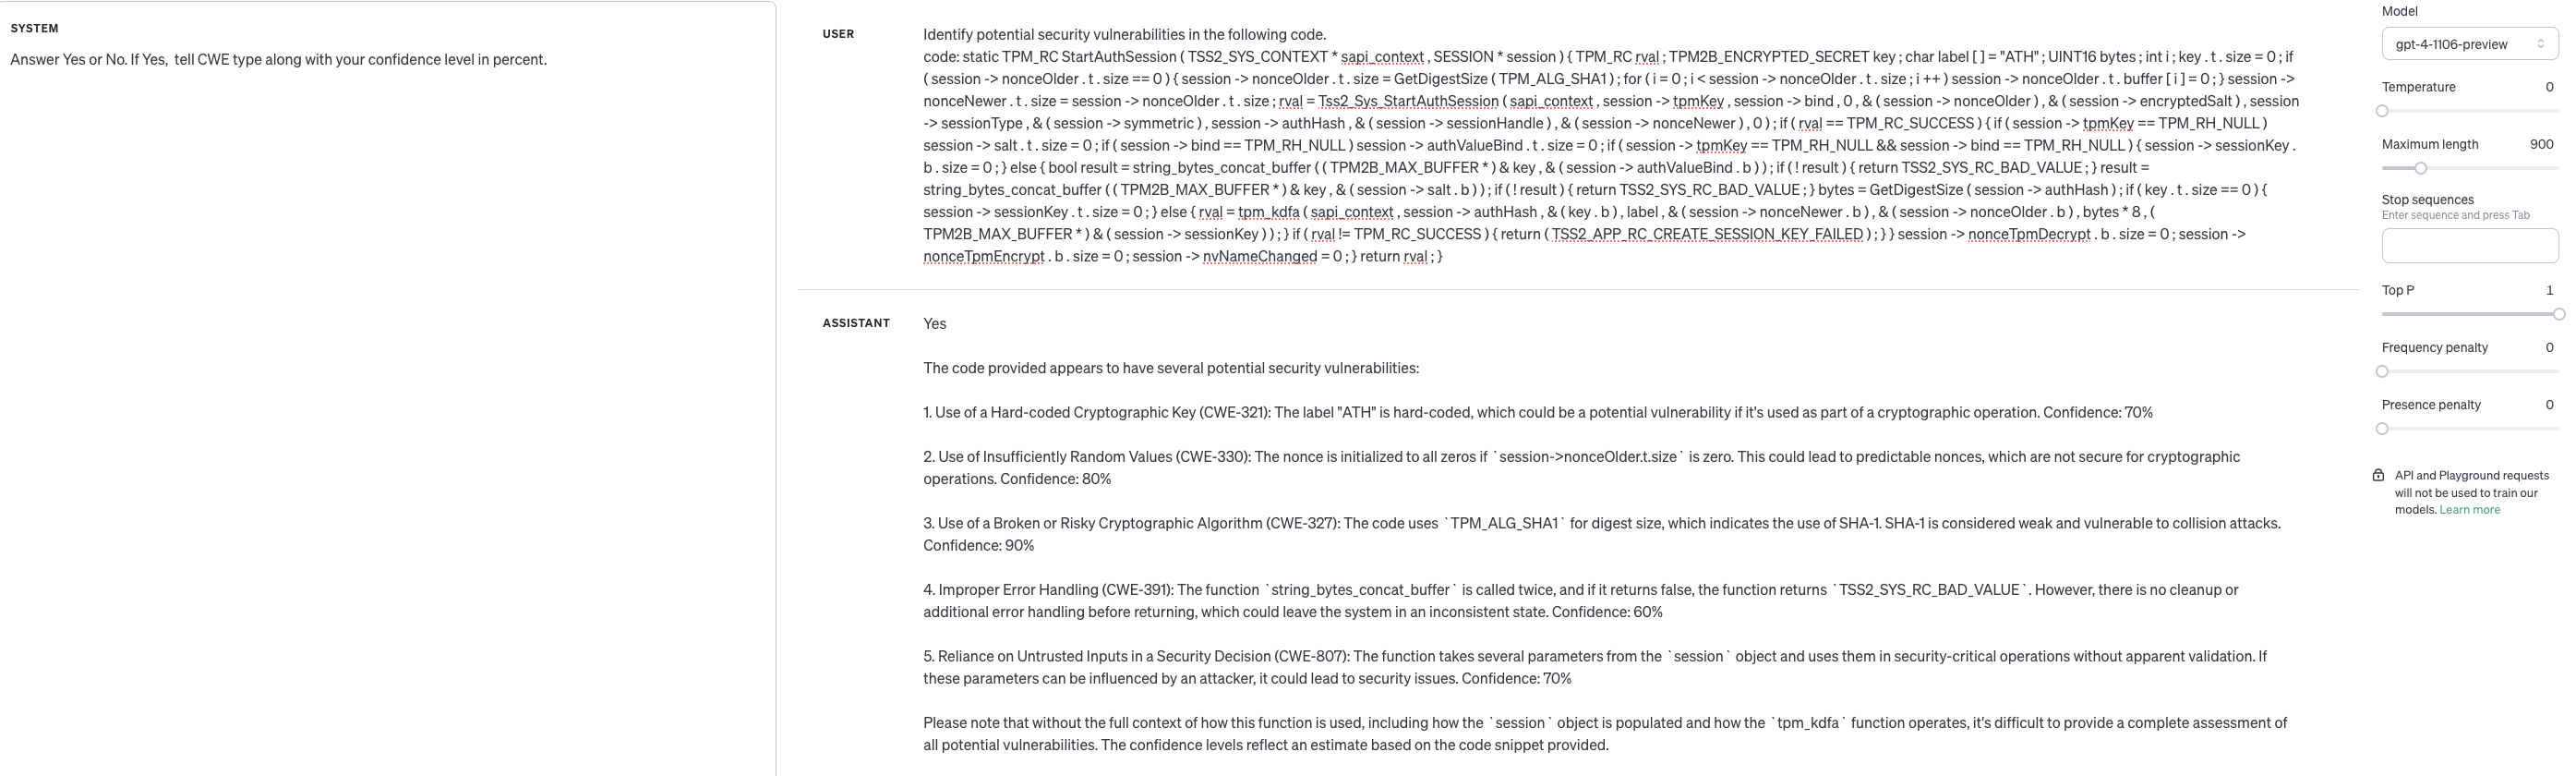 SYSTEM
Answer Yes or No. If Yes, tell CWE type along with your confidence level in percent.
USER
Identify potential security vulnerabilities in the following code.
code: static TPM_RC StartAuthSession ( TSS2_SYS_CONTEXT * sapi_context , SESSION * session ) { TPM_RC rval ; TPM2B_ENCRYPTED_SECRET key ; char label [ ] = "ATH" ; UINT16 bytes ; int i ; key . t . size = 0 ; if
( session -> nonceOlder . t . size == 0 ) { session -> nonceOlder . t . size = GetDigestSize ( TPM_ALG_SHA1 ) ; for ( i = 0 ; i < session -> nonceOlder . t . size ; i ++ ) session -> nonceOlder . t . buffer [ i ] = 0 ; } session ->
nonceNewer . t . size = session -> nonceOlder . t . size ; rval = Tss2_Sys_StartAuthSession ( sapi_context , session -> tpmKey , session -> bind , 0 , & ( session -> nonceOlder ) , & ( session -> encryptedSalt ) , session
-> sessionType , & ( session -> symmetric ) , session -> authHash , & ( session -> sessionHandle ) , & ( session -> nonceNewer ) , 0 ) ; if ( rval == TPM_RC_SUCCESS ) { if ( session -> tpmKey == TPM_RH_NULL )
session -> salt . t . size = 0 ; if ( session -> bind == TPM_RH_NULL ) session -> authValueBind . t . size = 0 ; if ( session -> tpmKey == TPM_RH_NULL && session -> bind == TPM_RH_NULL ) { session -> sessionKey .
b . size = 0 ; } else { bool result = string_bytes_concat_buffer ( ( TPM2B_MAX_BUFFER * ) & key , & ( session -> authValueBind . b ) ) ; if ( ! result ) { return TSS2_SYS_RC_BAD_VALUE ; } result =
string_bytes_concat_buffer ( ( TPM2B_MAX_BUFFER * ) & key , & ( session -> salt . b ) ) ; if ( ! result ) { return TSS2_SYS_RC_BAD_VALUE ; } bytes = GetDigestSize ( session -> authHash ) ; if ( key . t . size == 0 ) {
session -> sessionKey . t . size = 0 ; } else { rval = tpm_kdfa ( sapi_context , session -> authHash , & ( key . b ) , label , & ( session -> nonceNewer . b ) , & ( session -> nonceOlder . b ) , bytes * 8 , (
TPM2B_MAX_BUFFER * ) & ( session -> sessionKey ) ) ; } if ( rval != TPM_RC_SUCCESS ) { return ( TSS2_APP_RC_CREATE_SESSION_KEY_FAILED ) ; } } session -> nonceTpmDecrypt . b . size = 0 ; session ->
nonceTpmEncrypt . b . size = 0 ; session -> nvNameChanged = 0 ; } return rval ; }
ASSISTANT
Yes
The code provided appears to have several potential security vulnerabilities:
1. Use of a Hard-coded Cryptographic Key (CWE-321): The label "ATH" is hard-coded, which could be a potential vulnerability if it's used as part of a cryptographic operation. Confidence: 70%
2. Use of Insufficiently Random Values (CWE-330): The nonce is initialized to all zeros if `session->nonceOlder.t.size` is zero. This could lead to predictable nonces, which are not secure for cryptographic
operations. Confidence: 80%
3. Use of a Broken or Risky Cryptographic Algorithm (CWE-327): The code uses `TPM_ALG_SHA1` for digest size, which indicates the use of SHA-1. SHA-1 is considered weak and vulnerable to collision attacks.
Confidence: 90%
4. Improper Error Handling (CWE-391): The function `string_bytes_concat_buffer` is called twice, and if it returns false, the function returns `TSS2_SYS_RC_BAD_VALUE`. However, there is no cleanup or
additional error handling before returning, which could leave the system in an inconsistent state. Confidence: 60%
5. Reliance on Untrusted Inputs in a Security Decision (CWE-807): The function takes several parameters from the `session` object and uses them in security-critical operations without apparent validation. If
these parameters can be influenced by an attacker, it could lead to security issues. Confidence: 70%
Please note that without the full context of how this function is used, including how the `session` object is populated and how the `tpm_kdfa` function operates, it's difficult to provide a complete assessment of
all potential vulnerabilities. The confidence levels reflect an estimate based on the code snippet provided.
Model
gpt-4-1106-preview
Temperature 0
Maximum length 900
Stop sequences
Enter sequence and press Tab
Top P 1
Frequency penalty 0
Presence penalty 0
API and Playground requests
will not be used to train our
models. Learn more